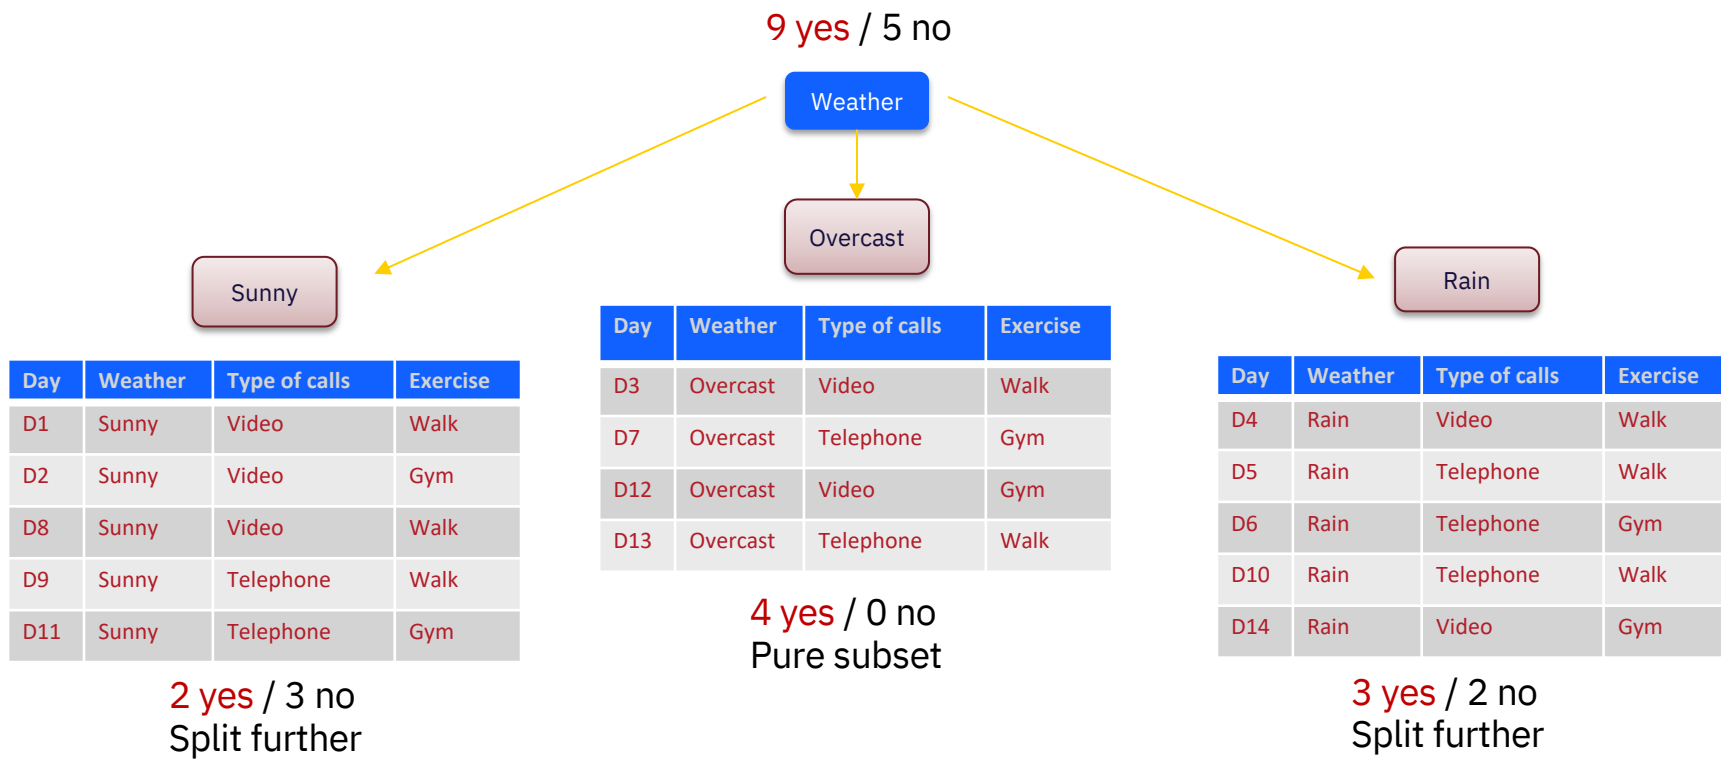 9 yes / 5 no
Weather
Overcast
Sunny
Rain
Day Weather Type of calls Exercise
D1 Sunny Video Walk
D2 Sunny Video Gym
D8 Sunny Video Walk
D9 Sunny Telephone Walk
D11 Sunny Telephone Gym
2 yes / 3 no
Split further
Day Weather Type of calls Exercise
D3 Overcast Video Walk
D7 Overcast Telephone Gym
D12 Overcast Video Gym
D13 Overcast Telephone Walk
4 yes / 0 no
Pure subset
Day Weather Type of calls Exercise
D4 Rain Video Walk
D5 Rain Telephone Walk
D6 Rain Telephone Gym
D10 Rain Telephone Walk
D14 Rain Video Gym
3 yes / 2 no
Split further